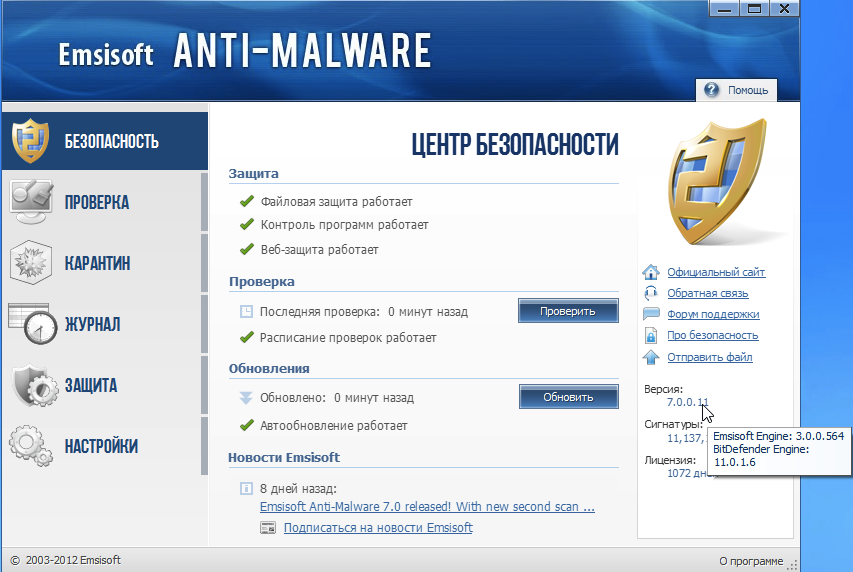 Emsisoft ANTI-MALWARE
Помощь
БЕЗОПАСНОСТЬ
ПРОВЕРКА
КАРАНТИН
ЖУРНАЛ
ЗАЩИТА
НАСТРОЙКИ
ЦЕНТР БЕЗОПАСНОСТИ
Защита
Файловая защита работает
Контроль программ работает
Веб-защита работает
Проверка
Последняя проверка: 0 минут назад
Проверить
Расписание проверок работает
Обновления
Обновлено: 0 минут назад
Обновить
Автообновление работает
Новости Emsisoft
8 дней назад:
Emsisoft Anti-Malware 7.0 released! With new second scan ...
Подписаться на новости Emsisoft
Официальный сайт
Обратная связь
Форум поддержки
Про безопасность
Отправить файл
Версия:
7.0.0.11
Сигнатуры:
11,137,
Лицензия:
1072
Emsisoft Engine: 3.0.0.564
BitDefender Engine:
11.0.1.6
© 2003-2012 Emsisoft
О программе